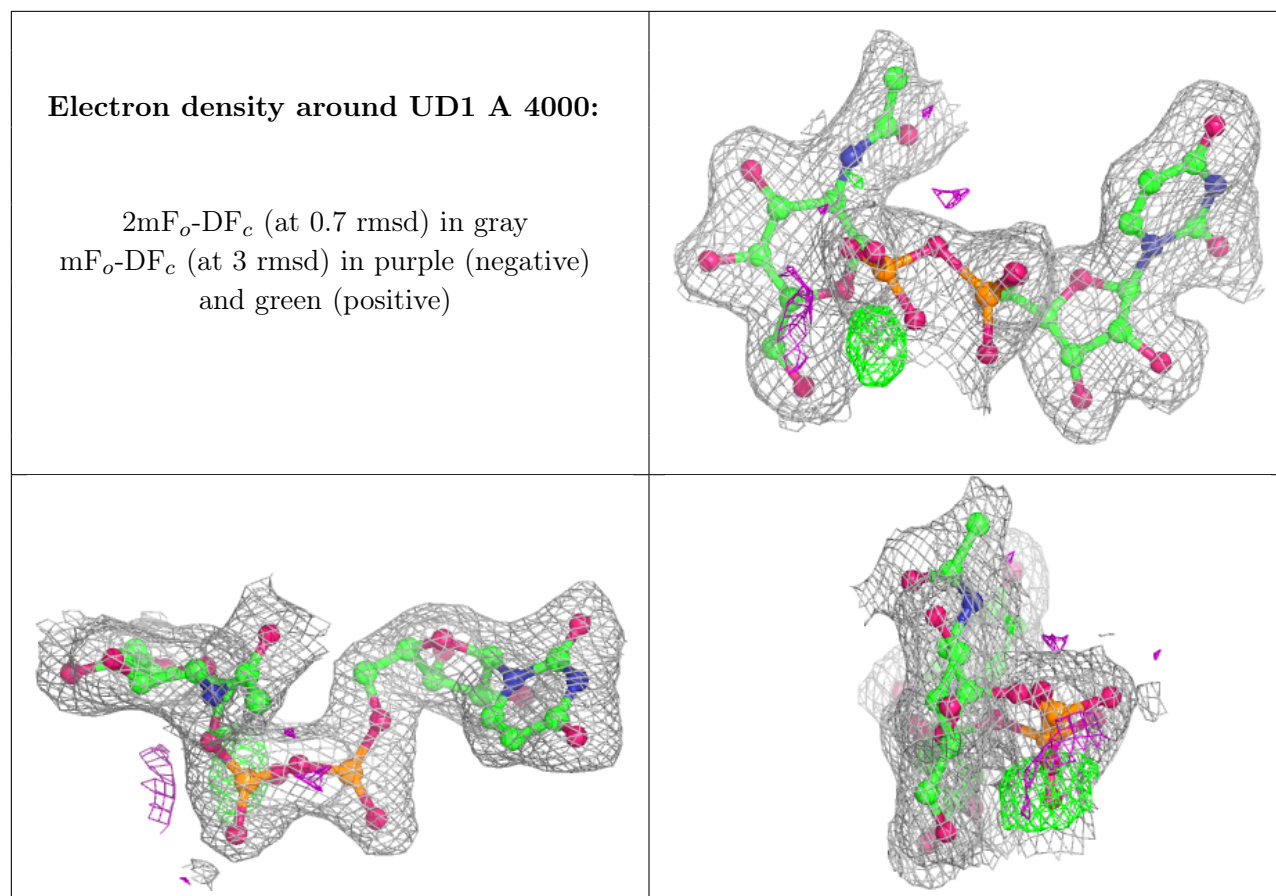 Electron density around UD1 A 4000:
2mFₒ-DF𝑐 (at 0.7 rmsd) in gray
mFₒ-DF𝑐 (at 3 rmsd) in purple (negative)
and green (positive)